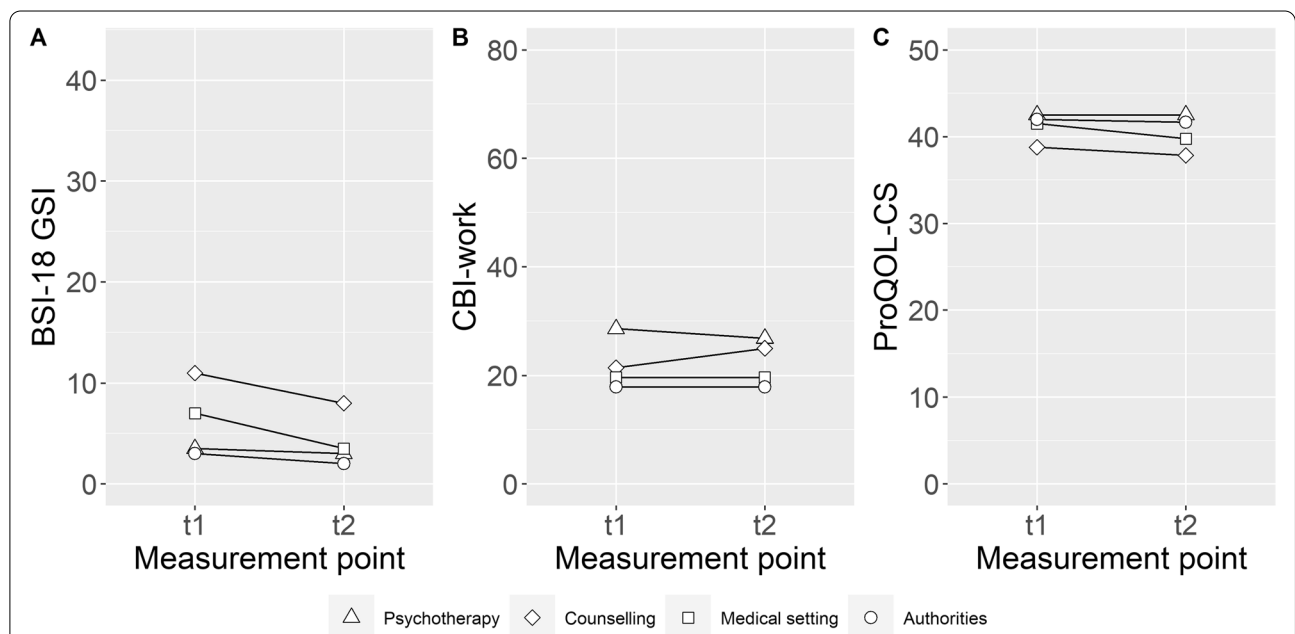 A
BSI-18 GSI
40
30
20
10
0
t1 t2
Measurement point
B
CBI-work
80
60
40
20
0
t1 t2
Measurement point
C
ProQOL-CS
50
40
30
20
10
0
t1 t2
Measurement point
Psychotherapy Counselling Medical setting Authorities